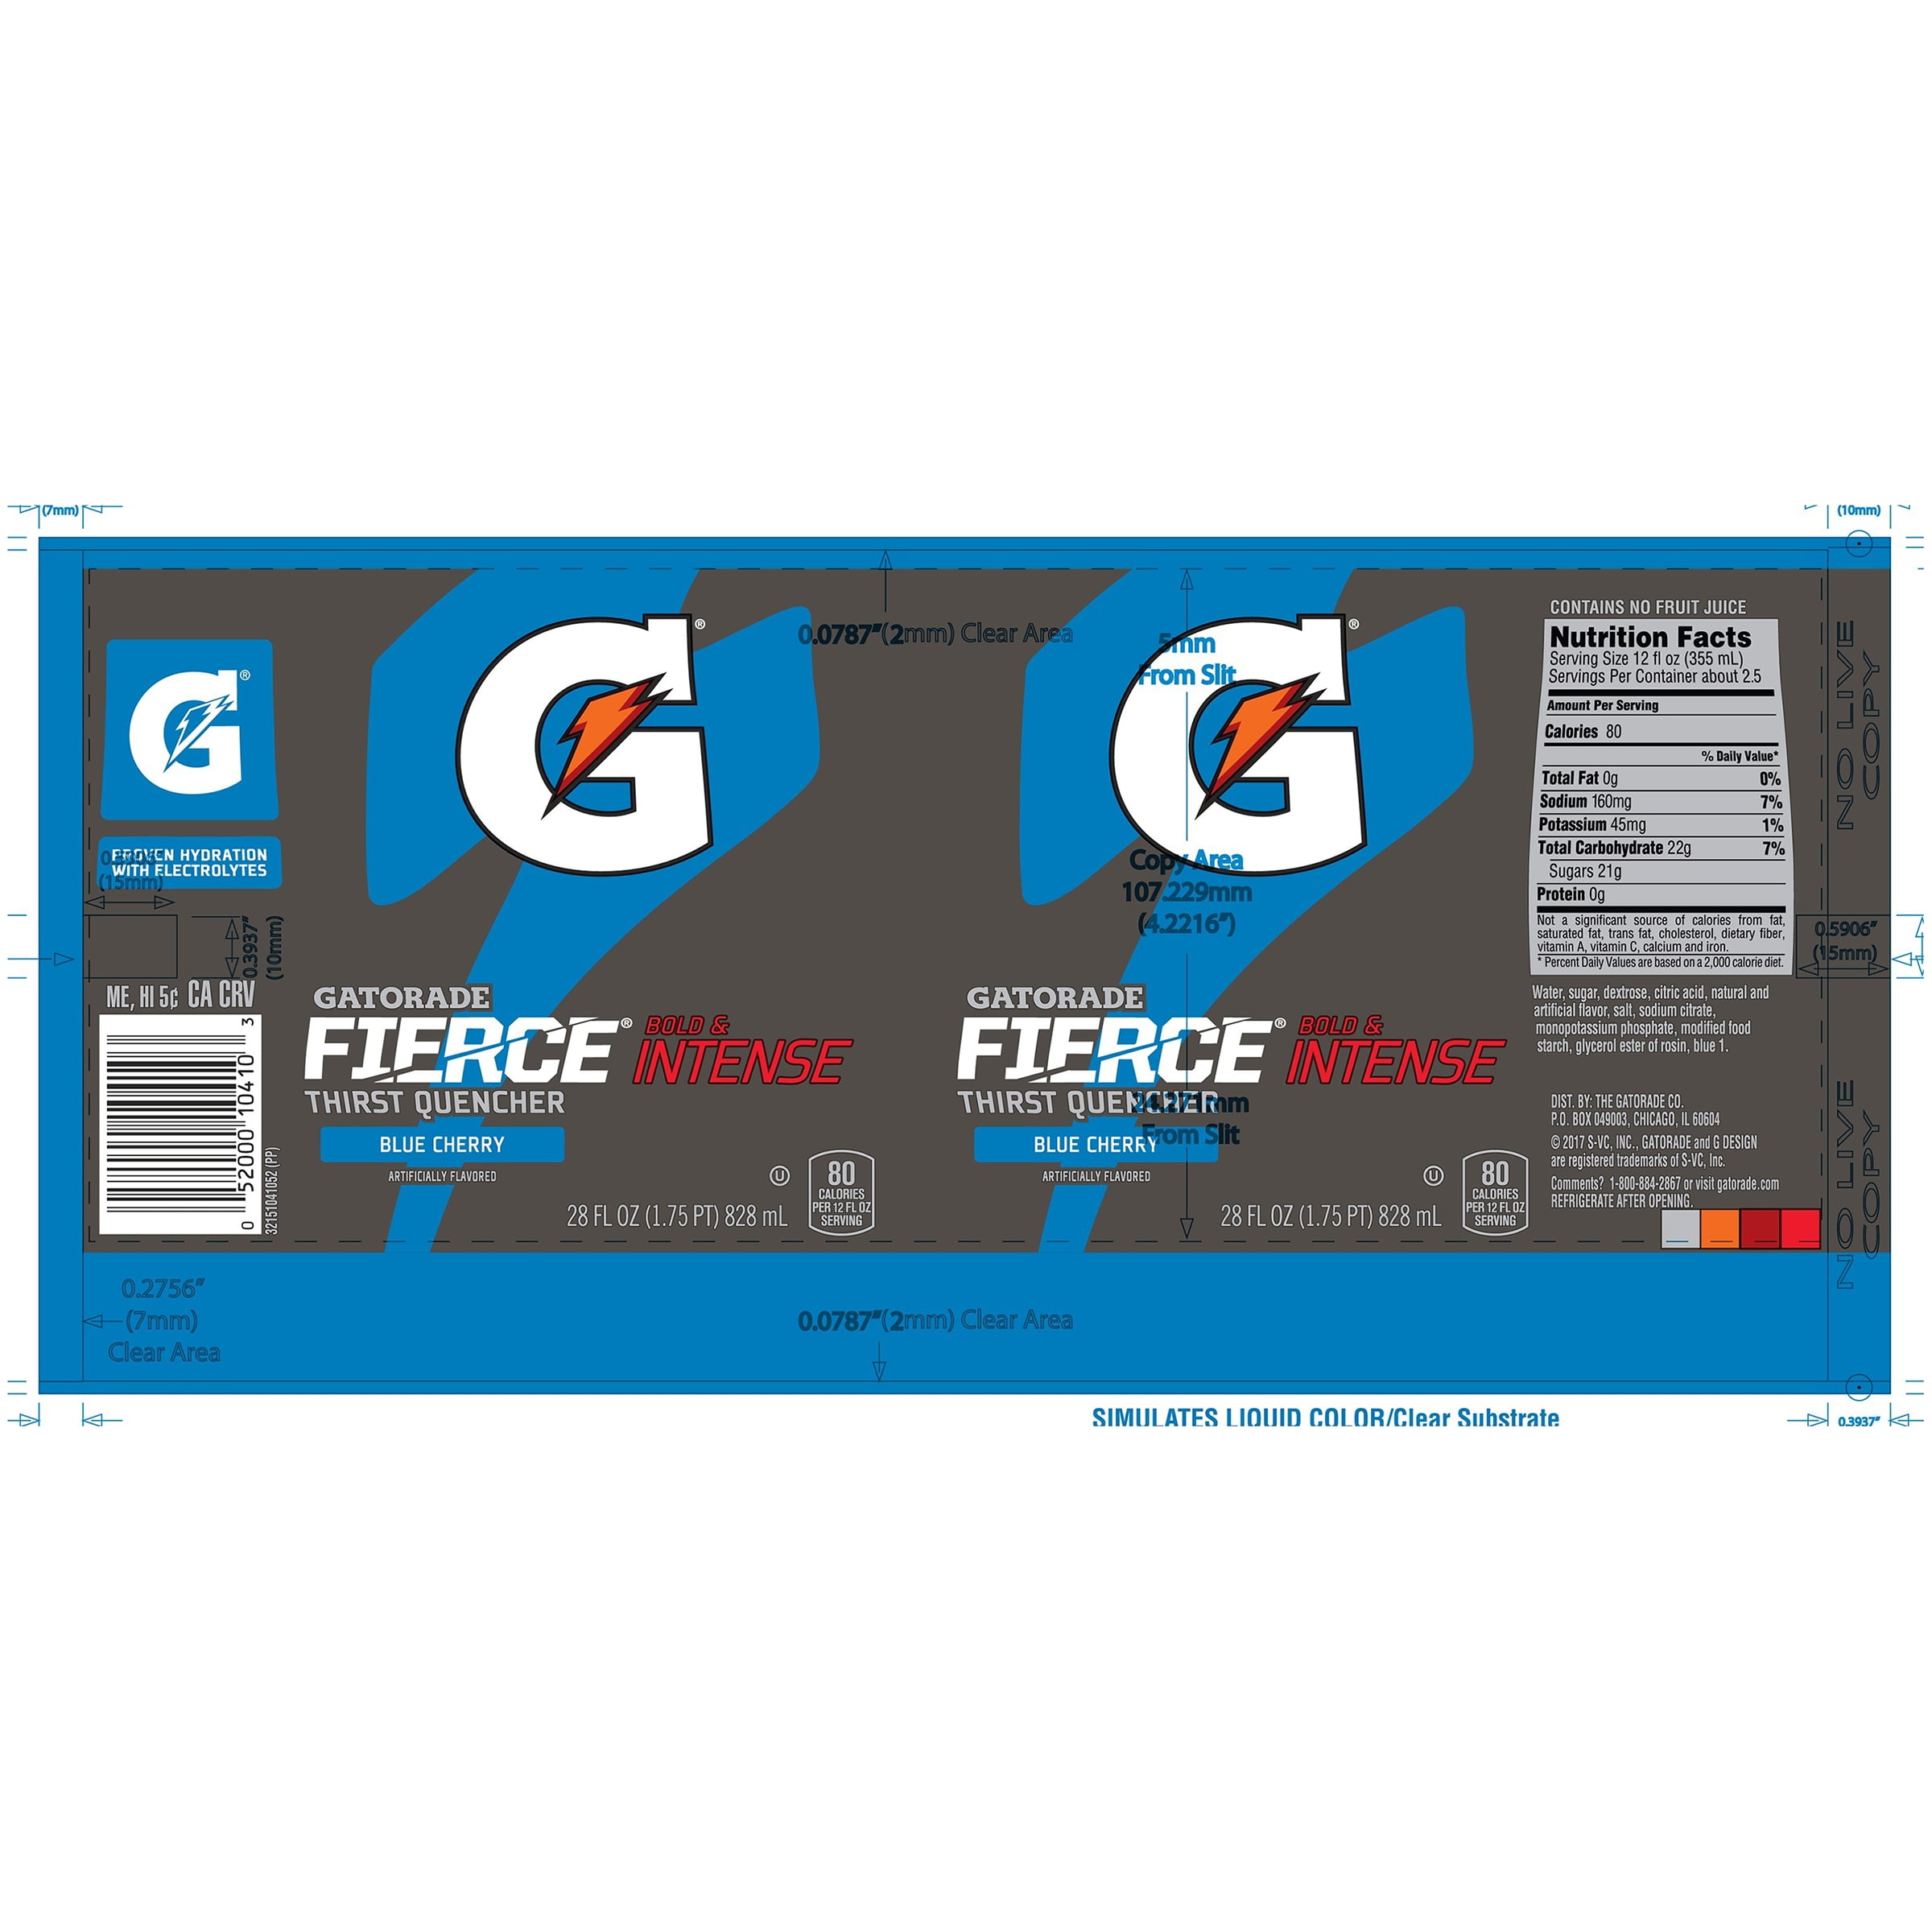 (7mm)
(10mm)
0.0787" (2mm) Clear Area
5mm
From Slit
G®
PROVEN HYDRATION
WITH ELECTROLYTES
(15mm)
0.3937"
(10mm)
ME, HI 5¢ CA CRV
0 52000 10410 3
32151041052 (PP)
G®
GATORADE
FIERCE® BOLD &
INTENSE
THIRST QUENCHER
BLUE CHERRY
ARTIFICIALLY FLAVORED
U
28 FL OZ (1.75 PT) 828 mL
80
CALORIES
PER 12 FL OZ
SERVING
G®
Copy Area
107.229mm
(4.2216")
GATORADE
FIERCE® BOLD &
INTENSE
THIRST QUENCHER
24.271mm
From Slit
BLUE CHERRY
ARTIFICIALLY FLAVORED
U
28 FL OZ (1.75 PT) 828 mL
80
CALORIES
PER 12 FL OZ
SERVING
CONTAINS NO FRUIT JUICE
Nutrition Facts
Serving Size 12 fl oz (355 mL)
Servings Per Container about 2.5
Amount Per Serving
Calories 80
% Daily Value*
Total Fat 0g 0%
Sodium 160mg 7%
Potassium 45mg 1%
Total Carbohydrate 22g 7%
Sugars 21g
Protein 0g
Not a significant source of calories from fat,
saturated fat, trans fat, cholesterol, dietary fiber,
vitamin A, vitamin C, calcium and iron.
* Percent Daily Values are based on a 2,000 calorie diet.
Water, sugar, dextrose, citric acid, natural and
artificial flavor, salt, sodium citrate,
monopotassium phosphate, modified food
starch, glycerol ester of rosin, blue 1.
DIST. BY: THE GATORADE CO.
P.O. BOX 049003, CHICAGO, IL 60604
© 2017 S-VC, INC., GATORADE and G DESIGN
are registered trademarks of S-VC, Inc.
Comments? 1-800-884-2867 or visit gatorade.com
REFRIGERATE AFTER OPENING.
NO LIVE
COPY
0.5906"
(15mm)
NO LIVE
COPY
NO
0.2756"
(7mm)
Clear Area
0.0787" (2mm) Clear Area
SIMULATES LIQUID COLOR/Clear Substrate
0.3937"